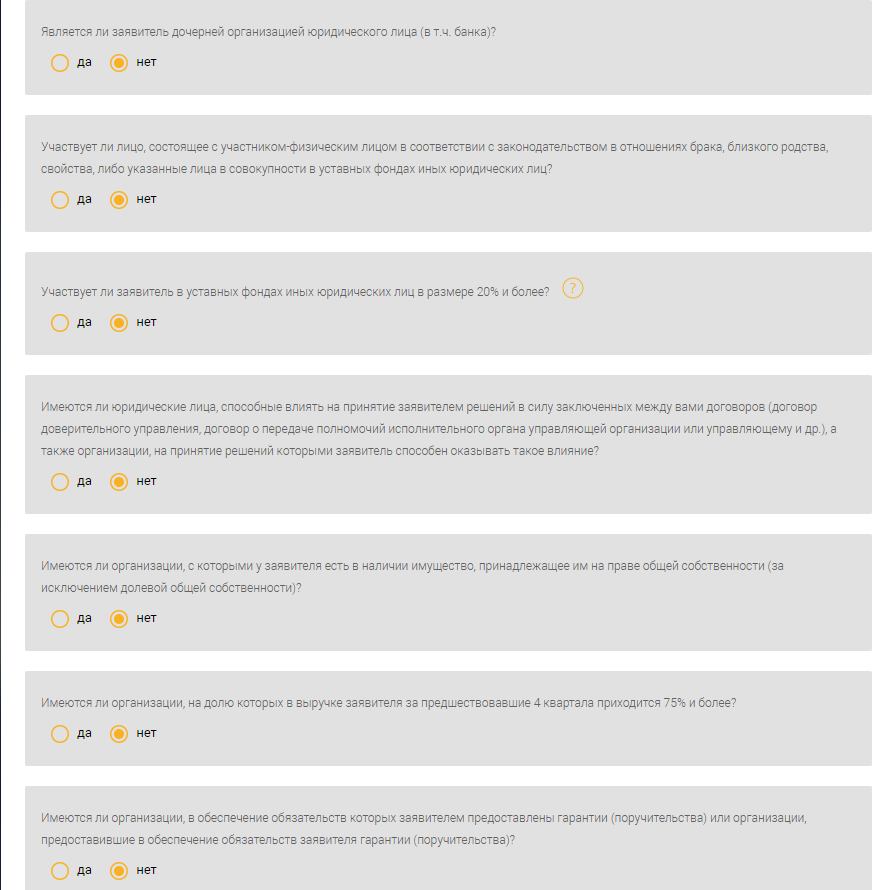 Является ли заявитель дочерней организацией юридического лица (в т.ч. банка)?
да нет
Участвует ли лицо, состоящее с участником-физическим лицом в соответствии с законодательством в отношениях брака, близкого родства,
свойства, либо указанные лица в совокупности в уставных фондах иных юридических лиц?
да нет
Участвует ли заявитель в уставных фондах иных юридических лиц в размере 20% и более? ?
да нет
Имеются ли юридические лица, способные влиять на принятие заявителем решений в силу заключенных между вами договоров (договор
доверительного управления, договор о передаче полномочий исполнительного органа управляющей организации или управляющему и др.), а
также организации, на принятие решений которыми заявитель способен оказывать такое влияние?
да нет
Имеются ли организации, с которыми у заявителя есть в наличии имущество, принадлежащее им на праве общей собственности (за
исключением долевой общей собственности)?
да нет
Имеются ли организации, на долю которых в выручке заявителя за предшествовавшие 4 квартала приходится 75% и более?
да нет
Имеются ли организации, в обеспечение обязательств которых заявителем предоставлены гарантии (поручительства) или организации,
предоставившие в обеспечение обязательств заявителя гарантии (поручительства)?
да нет